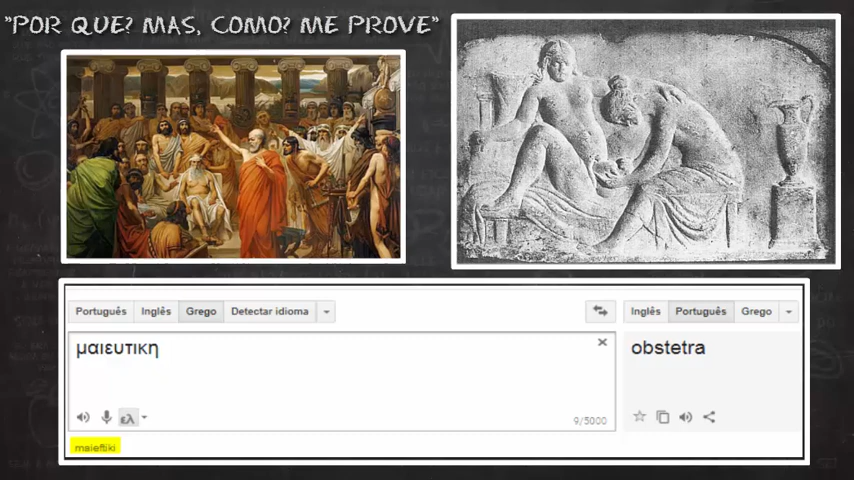 "POR QUE? MAS, COMO? ME PROVE"
Português Inglês Grego Detectar idioma
Inglês Português Grego
μαιευτικη
obstetra
ελ
9/5000
maieftiki